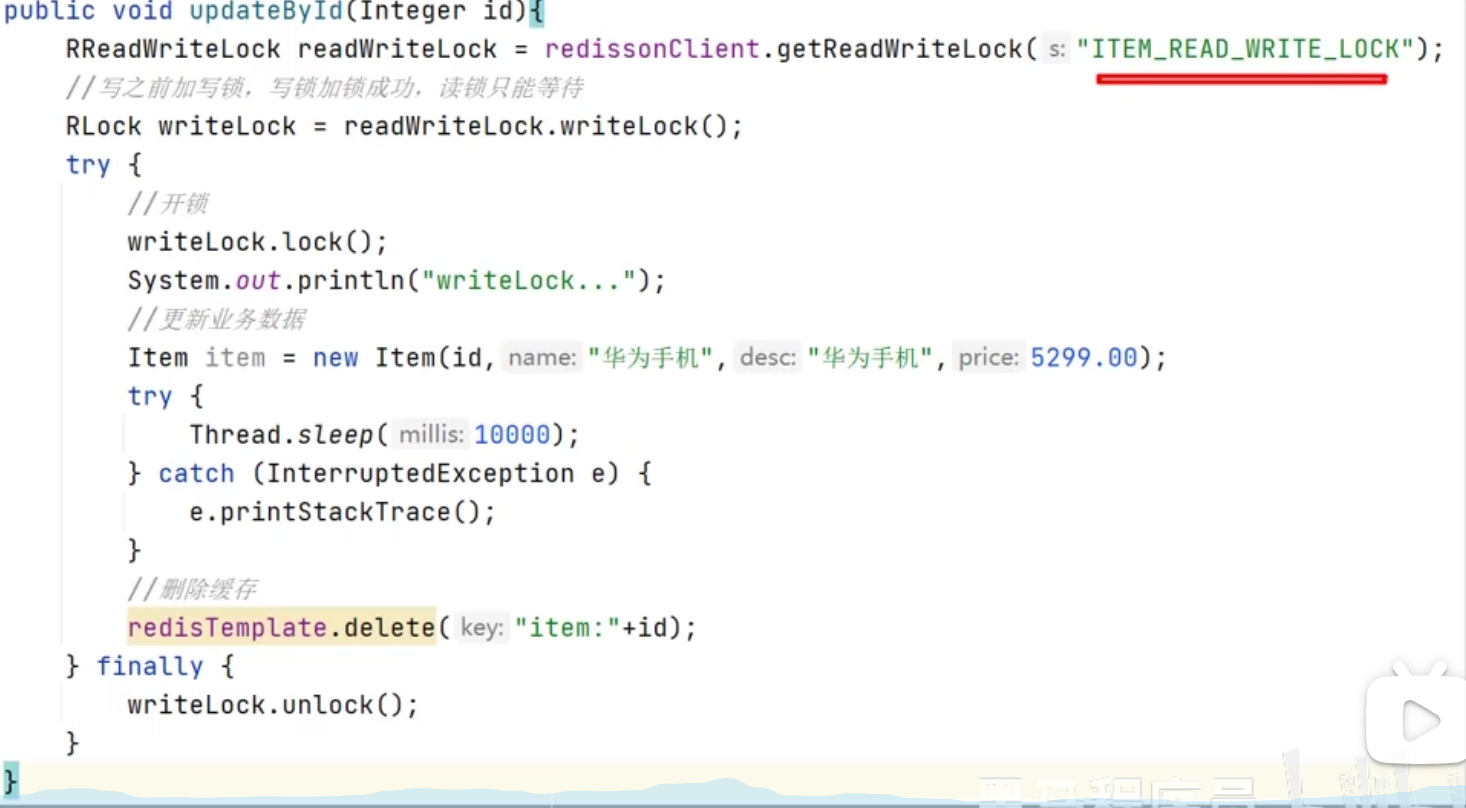 public void updateById(Integer id){
RReadWriteLock readWriteLock = redissonClient.getReadWriteLock( s: "ITEM_READ_WRITE_LOCK");
//写之前加写锁，写锁加锁成功，读锁只能等待
RLock writeLock = readWriteLock.writeLock();
try {
//开锁
writeLock.lock();
System.out.println("writeLock...");
//更新业务数据
Item item = new Item(id, name: "华为手机", desc: "华为手机", price: 5299.00);
try {
Thread.sleep( millis: 10000);
} catch (InterruptedException e) {
e.printStackTrace();
}
//删除缓存
redisTemplate.delete( key: "item:"+id);
} finally {
writeLock.unlock();
}
}